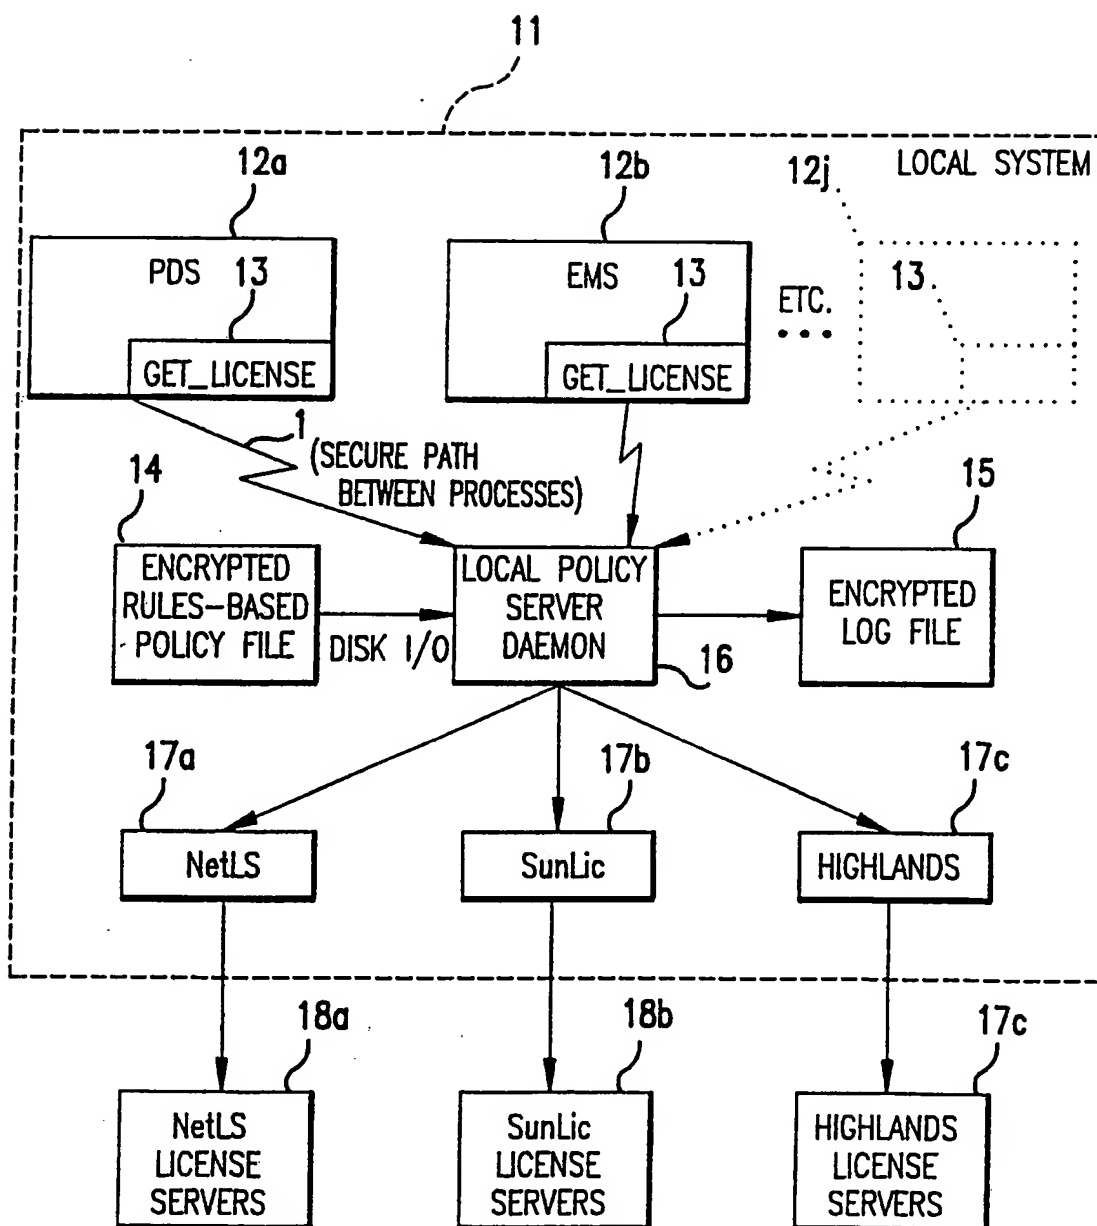 11
12a
12b
12j
LOCAL SYSTEM
PDS
13
EMS
13
13
ETC.
GET_LICENSE
GET_LICENSE
1
(SECURE PATH
BETWEEN PROCESSES)
14
15
ENCRYPTED
RULES-BASED
POLICY FILE
DISK I/O
LOCAL POLICY
SERVER
DAEMON
16
ENCRYPTED
LOG FILE
17a
17b
17c
NetLS
SunLic
HIGHLANDS
18a
18b
17c
NetLS
LICENSE
SERVERS
SunLic
LICENSE
SERVERS
HIGHLANDS
LICENSE
SERVERS